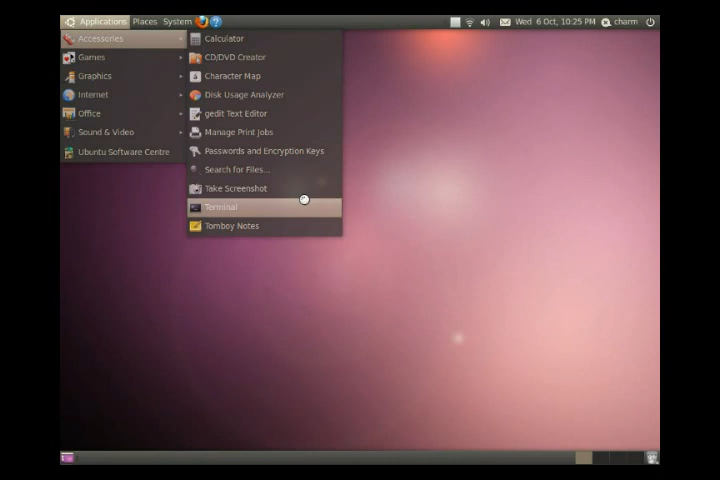 Applications Places System Wed 6 Oct, 10:25 PM charm
Accessories
Games
Graphics
Internet
Office
Sound & Video
Ubuntu Software Centre
Calculator
CD/DVD Creator
Character Map
Disk Usage Analyzer
gedit Text Editor
Manage Print Jobs
Passwords and Encryption Keys
Search for Files...
Take Screenshot
Terminal
Tomboy Notes